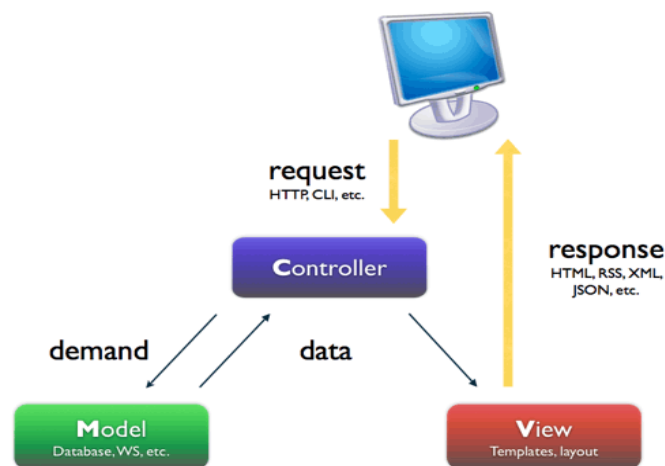 request
HTTP, CLI, etc.
Controller
response
HTML, RSS, XML,
JSON, etc.
demand
data
Model
Database, WS, etc.
View
Templates, layout